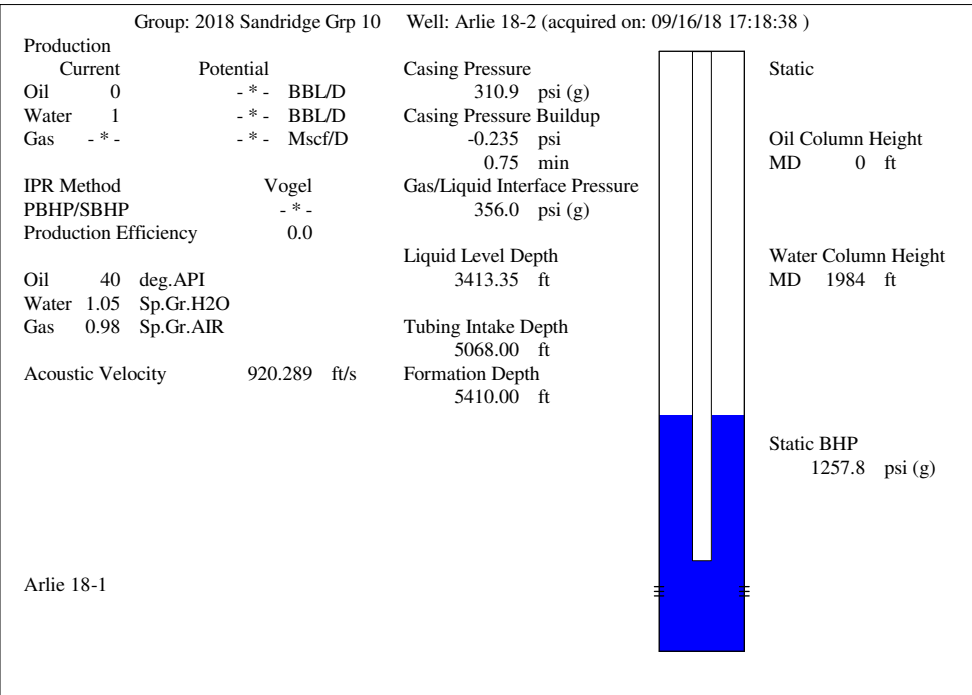 Group: 2018 Sandridge Grp 10 Well: Arlie 18-2 (acquired on: 09/16/18 17:18:38 )
Production
Current Potential
Oil 0 - * - BBL/D
Water 1 - * - BBL/D
Gas - * - - * - Mscf/D
IPR Method Vogel
PBHP/SBHP - * -
Production Efficiency 0.0
Oil 40 deg.API
Water 1.05 Sp.Gr.H2O
Gas 0.98 Sp.Gr.AIR
Acoustic Velocity 920.289 ft/s
Arlie 18-1
Casing Pressure
310.9 psi (g)
Casing Pressure Buildup
-0.235 psi
0.75 min
Gas/Liquid Interface Pressure
356.0 psi (g)
Liquid Level Depth
3413.35 ft
Tubing Intake Depth
5068.00 ft
Formation Depth
5410.00 ft
Static
Oil Column Height
MD 0 ft
Water Column Height
MD 1984 ft
Static BHP
1257.8 psi (g)